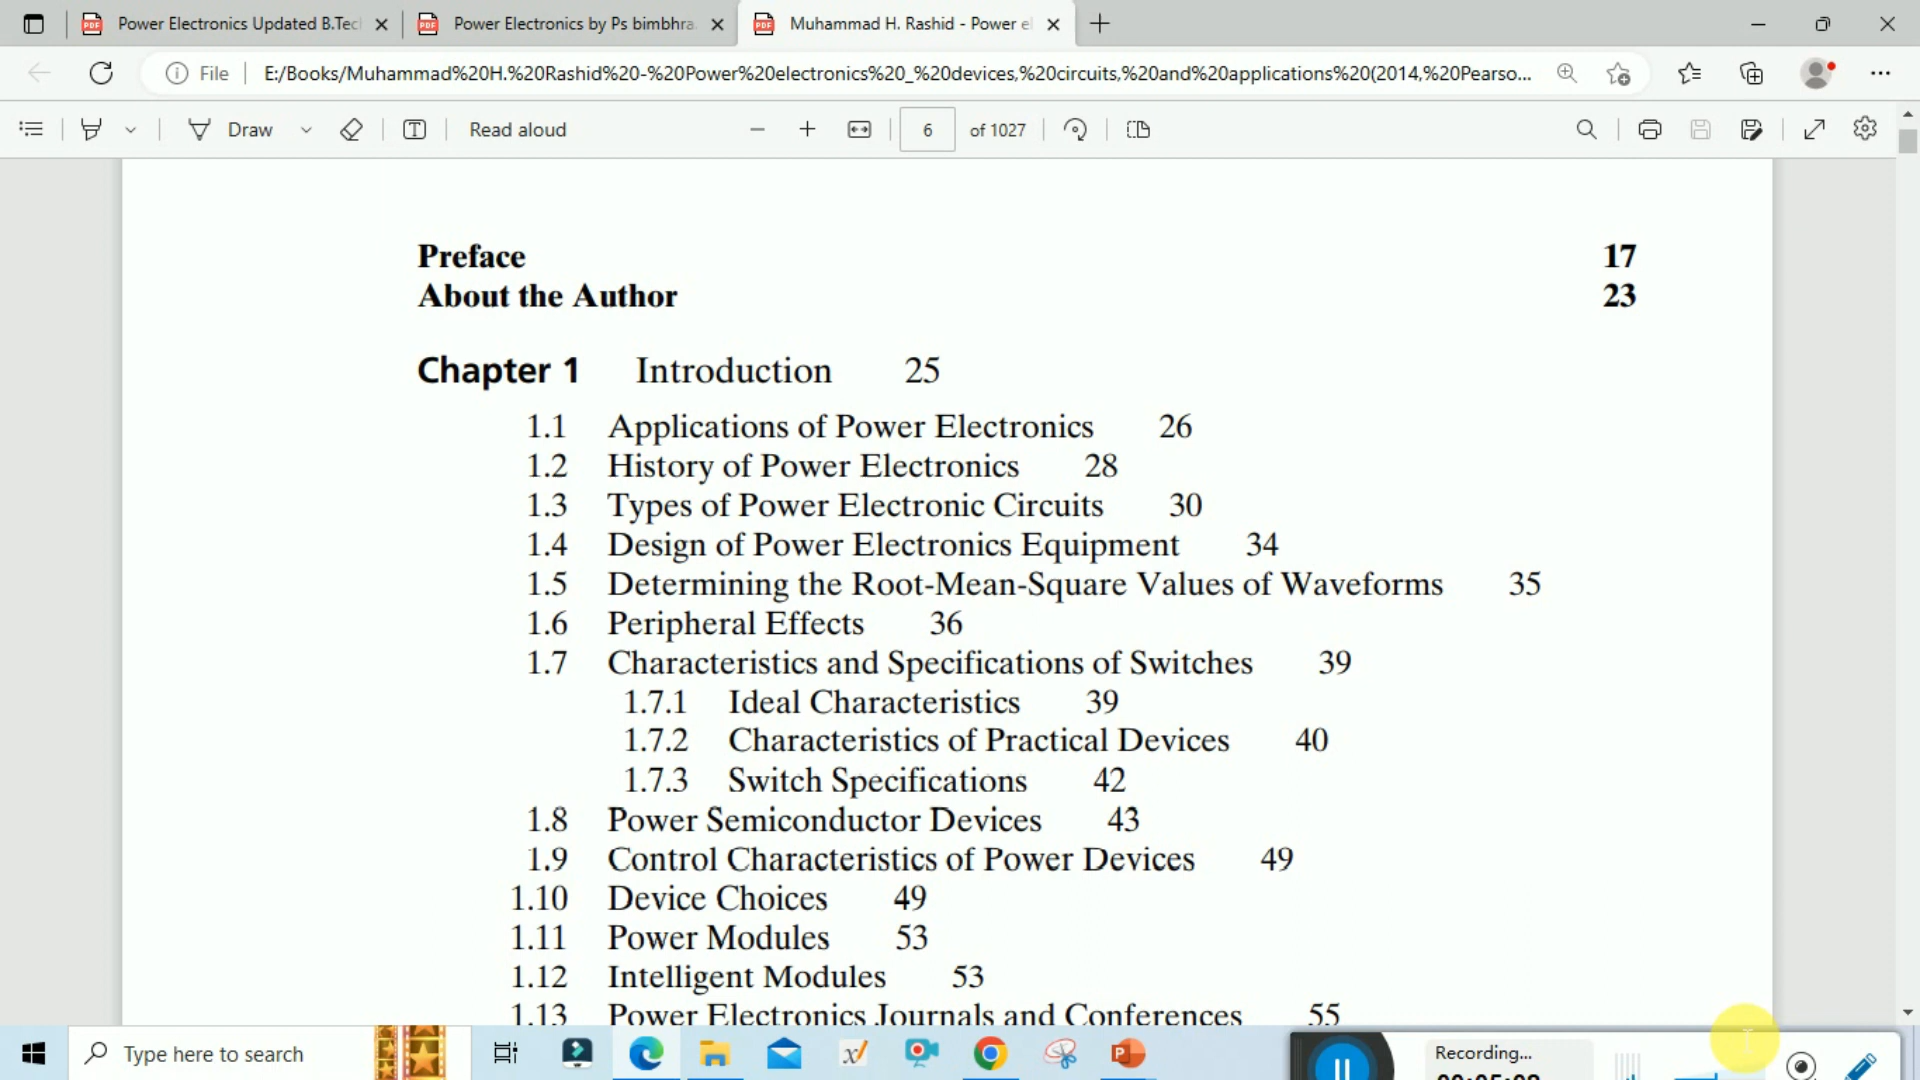 Power Electronics Updated B.Tec
Power Electronics by Ps bimbhra.
Muhammad H. Rashid - Power el
File
E:/Books/Muhammad%20H.%20Rashid%20-%20Power%20electronics%20_%20devices,%20circuits,%20and%20applications%20(2014,%20Pearso...
Draw
Read aloud
6
of 1027
Preface 17
About the Author 23
Chapter 1 Introduction 25
1.1 Applications of Power Electronics 26
1.2 History of Power Electronics 28
1.3 Types of Power Electronic Circuits 30
1.4 Design of Power Electronics Equipment 34
1.5 Determining the Root-Mean-Square Values of Waveforms 35
1.6 Peripheral Effects 36
1.7 Characteristics and Specifications of Switches 39
1.7.1 Ideal Characteristics 39
1.7.2 Characteristics of Practical Devices 40
1.7.3 Switch Specifications 42
1.8 Power Semiconductor Devices 43
1.9 Control Characteristics of Power Devices 49
1.10 Device Choices 49
1.11 Power Modules 53
1.12 Intelligent Modules 53
1.13 Power Electronics Journals and Conferences 55
Type here to search
Recording...